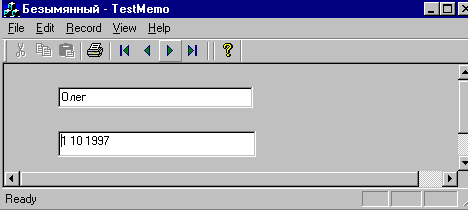 Безымянный - TestMemo
File Edit Record View Help
?
Олег
1 10 1997
Ready